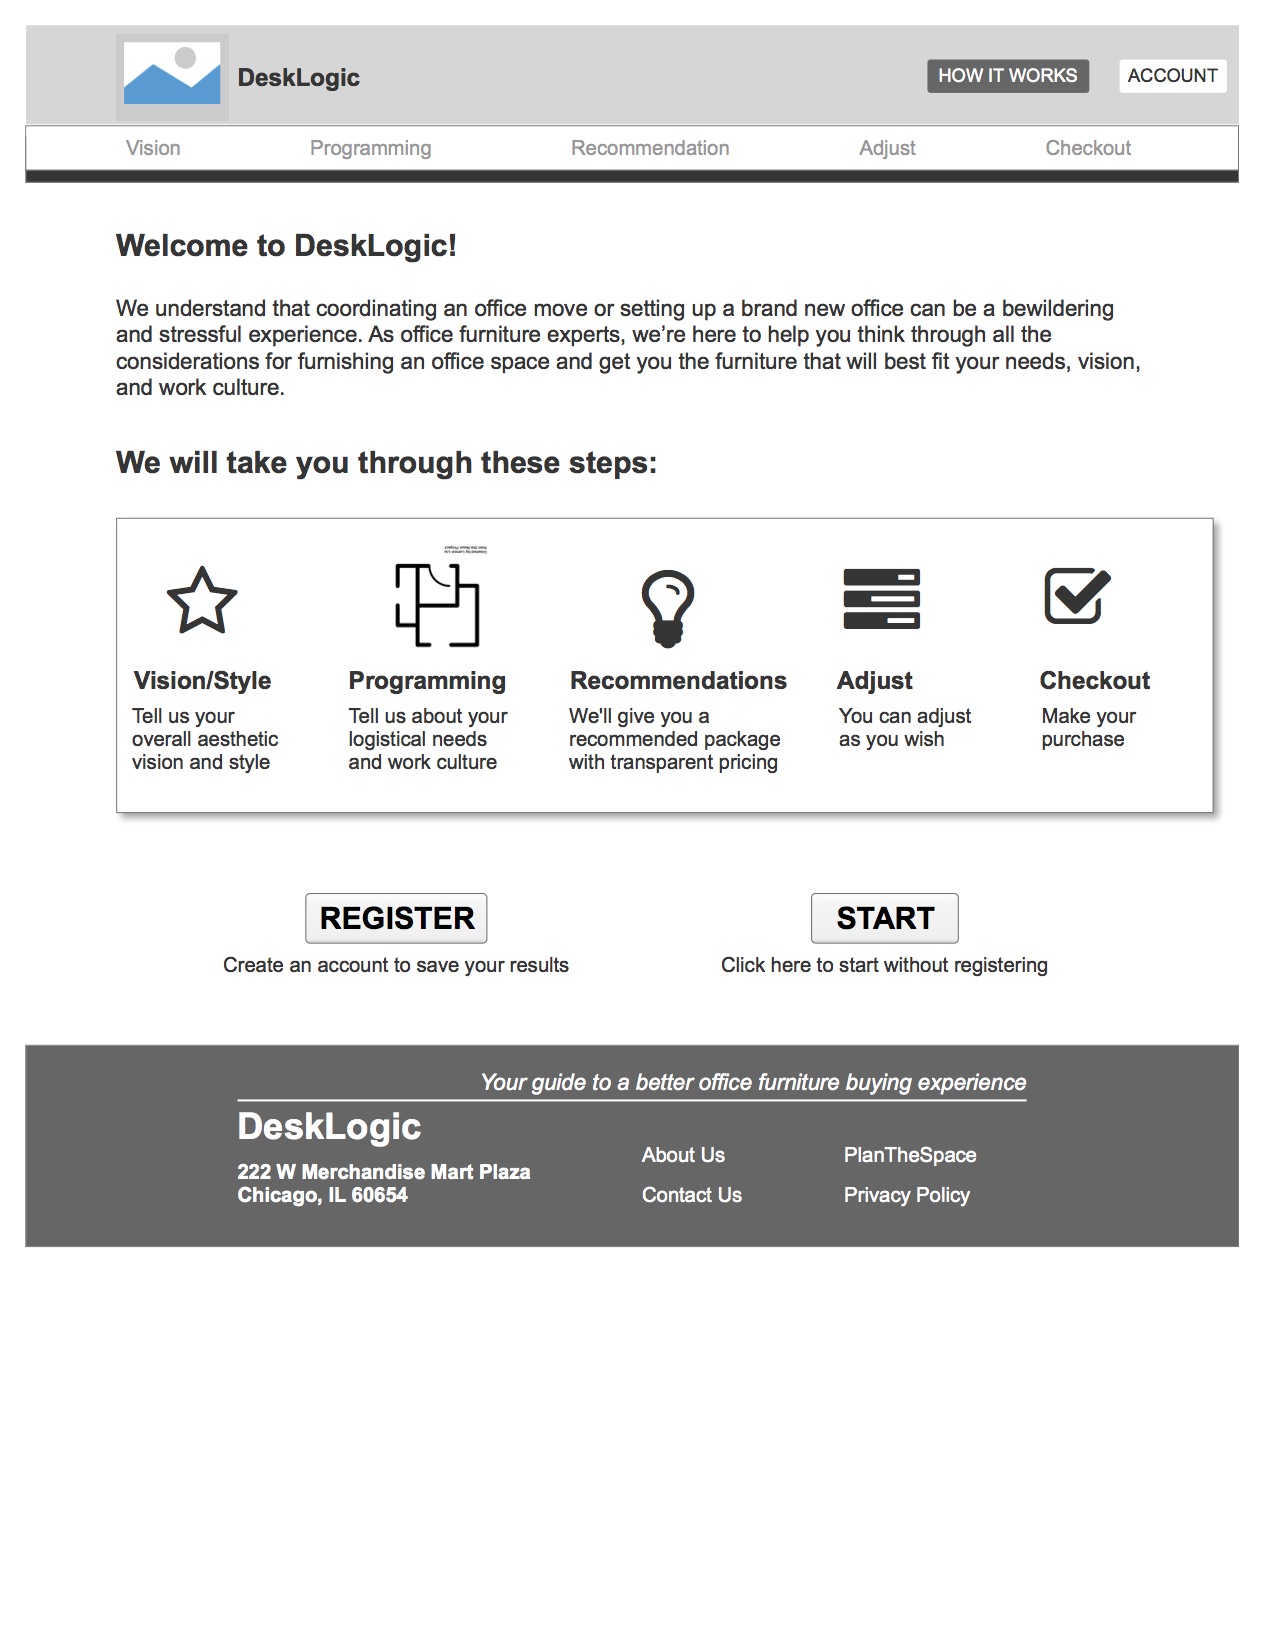 DeskLogic
HOW IT WORKS
ACCOUNT
Vision
Programming
Recommendation
Adjust
Checkout
Welcome to DeskLogic!
We understand that coordinating an office move or setting up a brand new office can be a bewildering
and stressful experience. As office furniture experts, we’re here to help you think through all the
considerations for furnishing an office space and get you the furniture that will best fit your needs, vision,
and work culture.
We will take you through these steps:
Created by Lemon Liu
from the Noun Project
Vision/Style
Tell us your
overall aesthetic
vision and style
Programming
Tell us about your
logistical needs
and work culture
Recommendations
We'll give you a
recommended package
with transparent pricing
Adjust
You can adjust
as you wish
Checkout
Make your
purchase
REGISTER
Create an account to save your results
START
Click here to start without registering
Your guide to a better office furniture buying experience
DeskLogic
222 W Merchandise Mart Plaza
Chicago, IL 60654
About Us
Contact Us
PlanTheSpace
Privacy Policy